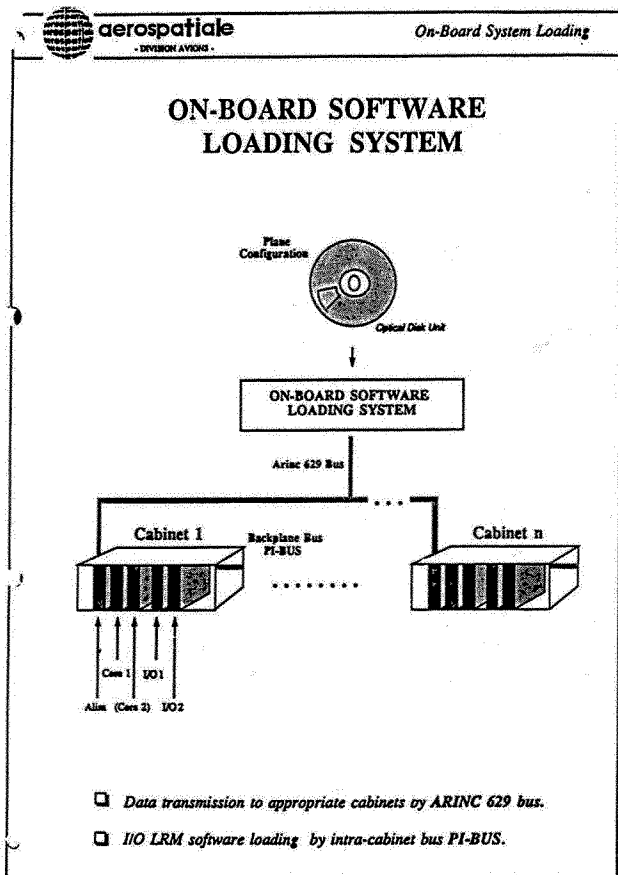 aerospatiale
- DIVISION AVIONS -
On-Board System Loading
ON-BOARD SOFTWARE
LOADING SYSTEM
Plane
Configuration
Optical Disk Unit
ON-BOARD SOFTWARE
LOADING SYSTEM
Arinc 629 Bus
. . .
Cabinet 1
Backplane Bus
PI-BUS
Cabinet n
. . . . . . . .
Core 1 I/O 1
Alim (Core 2) I/O 2
❏ Data transmission to appropriate cabinets by ARINC 629 bus.
❏ I/O LRM software loading by intra-cabinet bus PI-BUS.